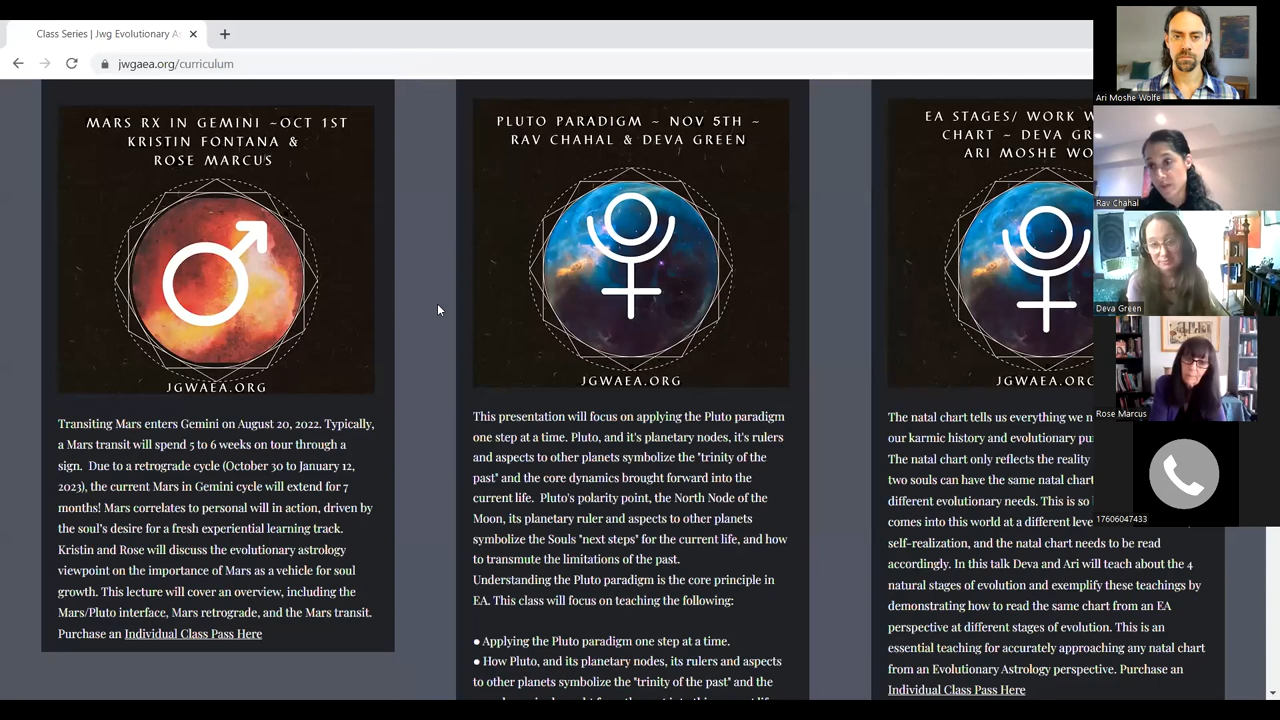 Class Series | Jwg Evolutionary A
jwgaea.org/curriculum
MARS RX IN GEMINI ~OCT 1ST
KRISTIN FONTANA &
ROSE MARCUS
JGWAEA.ORG
Transiting Mars enters Gemini on August 20, 2022. Typically,
a Mars transit will spend 5 to 6 weeks on tour through a
sign. Due to a retrograde cycle (October 30 to January 12,
2023), the current Mars in Gemini cycle will extend for 7
months! Mars correlates to personal will in action, driven by
the soul's desire for a fresh experiential learning track.
Kristin and Rose will discuss the evolutionary astrology
viewpoint on the importance of Mars as a vehicle for soul
growth. This lecture will cover an overview, including the
Mars/Pluto interface, Mars retrograde, and the Mars transit.
Purchase an Individual Class Pass Here
PLUTO PARADIGM ~ NOV 5TH ~
RAV CHAHAL & DEVA GREEN
JGWAEA.ORG
This presentation will focus on applying the Pluto paradigm
one step at a time. Pluto, and it's planetary nodes, it's rulers
and aspects to other planets symbolize the "trinity of the
past" and the core dynamics brought forward into the
current life. Pluto's polarity point, the North Node of the
Moon, its planetary ruler and aspects to other planets
symbolize the Souls "next steps" for the current life, and how
to transmute the limitations of the past.
Understanding the Pluto paradigm is the core principle in
EA. This class will focus on teaching the following:
● Applying the Pluto paradigm one step at a time.
● How Pluto, and its planetary nodes, its rulers and aspects
to other planets symbolize the "trinity of the past" and the
EA STAGES/ WORK W
CHART ~ DEVA GR
ARI MOSHE WO
JGWAEA.ORG
The natal chart tells us everything we n
our karmic history and evolutionary pu
The natal chart only reflects the reality
two souls can have the same natal chart
different evolutionary needs. This is so
comes into this world at a different leve
self-realization, and the natal chart needs to be read
accordingly. In this talk Deva and Ari will teach about the 4
natural stages of evolution and exemplify these teachings by
demonstrating how to read the same chart from an EA
perspective at different stages of evolution. This is an
essential teaching for accurately approaching any natal chart
from an Evolutionary Astrology perspective. Purchase an
Individual Class Pass Here
Ari Moshe Wolfe
Rav Chahal
Deva Green
Rose Marcus
17606047433